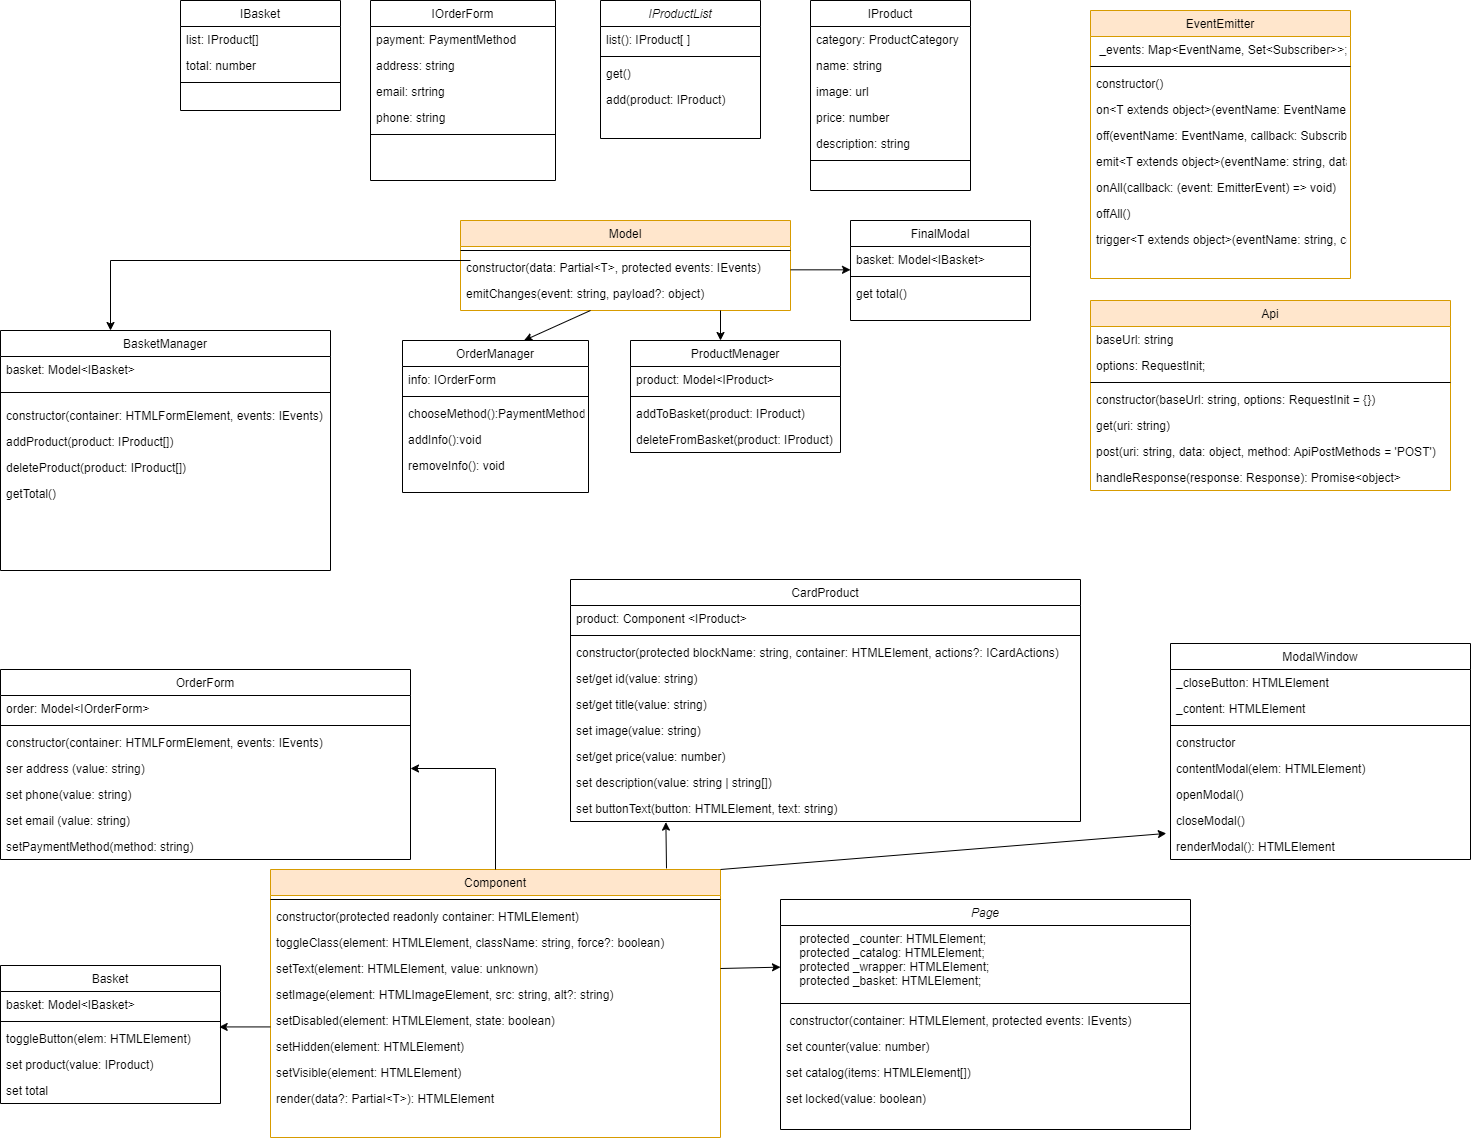 IBasket
list: IProduct[]
total: number
IOrderForm
payment: PaymentMethod
address: string
email: srtring
phone: string
IProductList
list(): IProduct[ ]
get()
add(product: IProduct)
IProduct
category: ProductCategory
name: string
image: url
price: number
description: string
EventEmitter
_events: Map<EventName, Set<Subscriber>>;
constructor()
on<T extends object>(eventName: EventName
off(eventName: EventName, callback: Subscrib
emit<T extends object>(eventName: string, dat
onAll(callback: (event: EmitterEvent) => void)
offAll()
trigger<T extends object>(eventName: string, c
Model
constructor(data: Partial<T>, protected events: IEvents)
emitChanges(event: string, payload?: object)
FinalModal
basket: Model<IBasket>
get total()
Api
baseUrl: string
options: RequestInit;
constructor(baseUrl: string, options: RequestInit = {})
get(uri: string)
post(uri: string, data: object, method: ApiPostMethods = 'POST')
handleResponse(response: Response): Promise<object>
BasketManager
basket: Model<IBasket>
constructor(container: HTMLFormElement, events: IEvents)
addProduct(product: IProduct[])
deleteProduct(product: IProduct[])
getTotal()
OrderManager
info: IOrderForm
chooseMethod():PaymentMethod
addInfo():void
removeInfo(): void
ProductMenager
product: Model<IProduct>
addToBasket(product: IProduct)
deleteFromBasket(product: IProduct)
CardProduct
product: Component <IProduct>
constructor(protected blockName: string, container: HTMLElement, actions?: ICardActions)
set/get id(value: string)
set/get title(value: string)
set image(value: string)
set/get price(value: number)
set description(value: string | string[])
set buttonText(button: HTMLElement, text: string)
ModalWindow
_closeButton: HTMLElement
_content: HTMLElement
constructor
contentModal(elem: HTMLElement)
openModal()
closeModal()
renderModal(): HTMLElement
OrderForm
order: Model<IOrderForm>
constructor(container: HTMLFormElement, events: IEvents)
ser address (value: string)
set phone(value: string)
set email (value: string)
setPaymentMethod(method: string)
Component
constructor(protected readonly container: HTMLElement)
toggleClass(element: HTMLElement, className: string, force?: boolean)
setText(element: HTMLElement, value: unknown)
setImage(element: HTMLImageElement, src: string, alt?: string)
setDisabled(element: HTMLElement, state: boolean)
setHidden(element: HTMLElement)
setVisible(element: HTMLElement)
render(data?: Partial<T>): HTMLElement
Page
protected _counter: HTMLElement;
protected _catalog: HTMLElement;
protected _wrapper: HTMLElement;
protected _basket: HTMLElement;
constructor(container: HTMLElement, protected events: IEvents)
set counter(value: number)
set catalog(items: HTMLElement[])
set locked(value: boolean)
Basket
basket: Model<IBasket>
toggleButton(elem: HTMLElement)
set product(value: IProduct)
set total